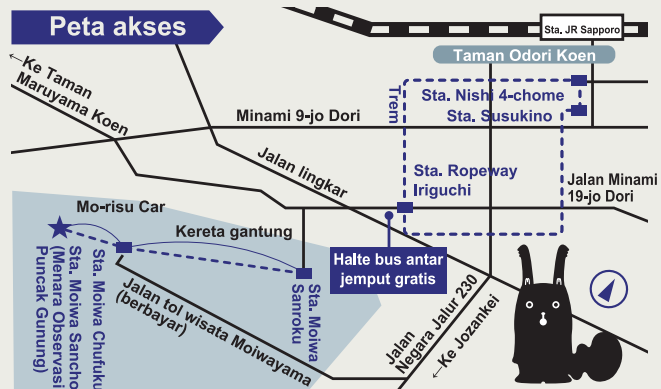 Peta akses
Sta. JR Sapporo
Taman Odori Koen
←Ke Taman
Maruyama Koen
Trem
Sta. Nishi 4-chome
Sta. Susukino
Minami 9-jo Dori
Jalan lingkar
Sta. Ropeway
Iriguchi
Jalan Minami
19-jo Dori
Mo-risu Car
Kereta gantung
Halte bus antar
jemput gratis
Sta. Moiwa
Sanroku
Sta. Moiwa Chufuku
Sta. Moiwa Sancho
(Menara Observasi
Puncak Gunung)
Jalan tol wisata Moiwayama
(berbayar)
Jalan
Negara Jalur 230
←Ke Jozankei